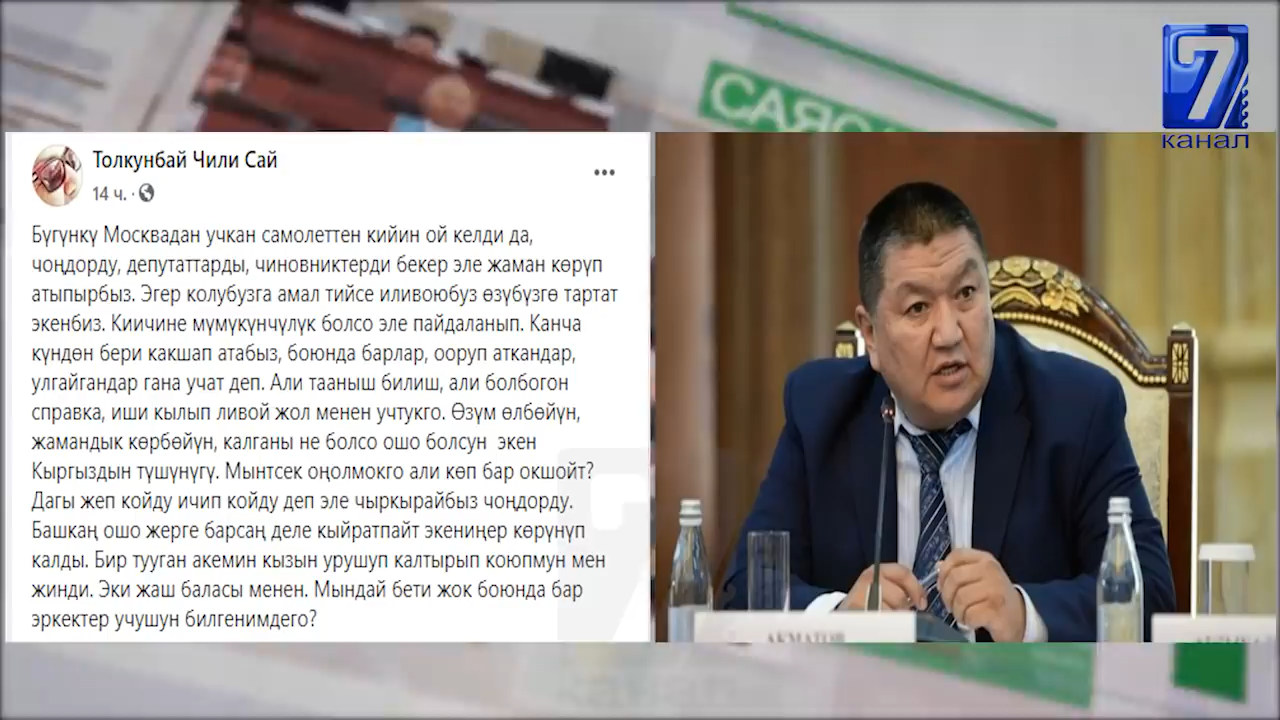 САЯС
7
канал
Толкунбай Чили Сай
14 ч. ·
Бүгүнкү Москвадан учкан самолеттен кийин ой келди да,
чоңдорду, депутаттарды, чиновниктерди бекер эле жаман көрүп
атыпырбыз. Эгер колубузга амал тийсе иливоюбуз өзүбүзгө тартат
экенбиз. Киичине мүмүкүнчүлүк болсо эле пайдаланып. Канча
күндөн бери какшап атабыз, боюнда барлар, ооруп аткандар,
улгайгандар гана учат деп. Али тааныш билиш, али болбогон
справка, иши кылып ливой жол менен учтукго. Өзүм өлбөйүн,
жамандык көрбөйүн, калганы не болсо ошо болсун экен
Кыргыздын түшүнүгү. Мынтсек оңолмокго али көп бар окшойт?
Дагы жеп койду ичип койду деп эле чыркырайбыз чоңдорду.
Башкаң ошо жерге барсаң деле кыйратпайт экениңер көрүнүп
калды. Бир тууган акемин кызын урушуп калтырып коюпмун мен
жинди. Эки жаш баласы менен. Мындай бети жок боюнда бар
эркектер учушун билгенимдего?
АКМАТОВ
7
канал